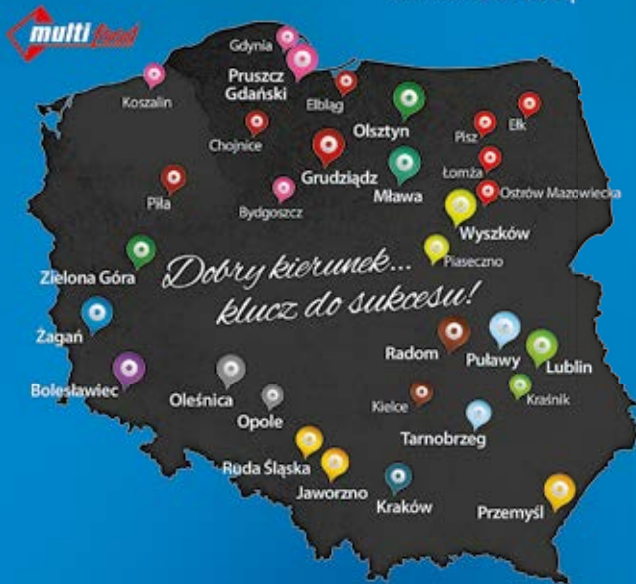 multi food
Gdynia
Pruszcz
Gdański
Koszalin
Elbląg
Olsztyn
Ełk
Pisz
Chojnice
Grudziądz
Łomża
Mława
Ostrów Mazowiecka
Piła
Bydgoszcz
Wyszków
Piaseczno
Zielona Góra
Dobry kierunek...
klucz do sukcesu!
Żagań
Radom
Puławy
Lublin
Bolesławiec
Oleśnica
Opole
Kielce
Kraśnik
Tarnobrzeg
Ruda Śląska
Jaworzno
Kraków
Przemyśl